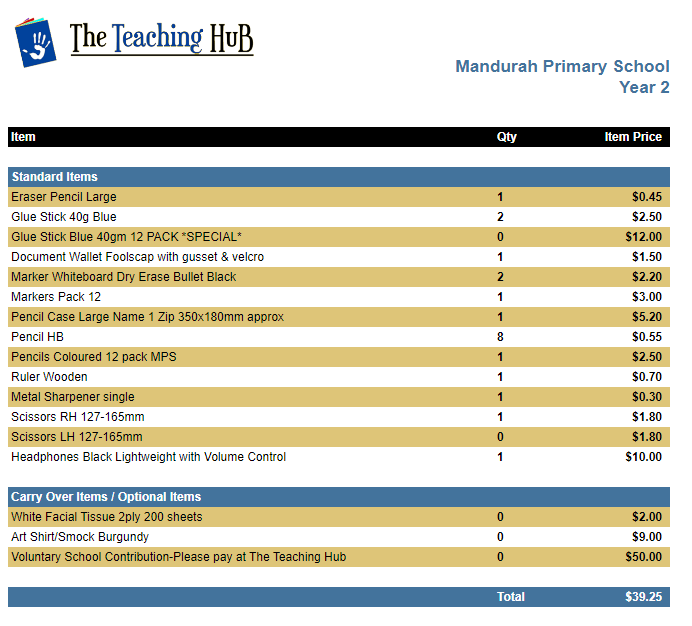 The Teaching HuB
Mandurah Primary School
Year 2
Item Qty Item Price
Standard Items
Eraser Pencil Large 1 $0.45
Glue Stick 40g Blue 2 $2.50
Glue Stick Blue 40gm 12 PACK *SPECIAL* 0 $12.00
Document Wallet Foolscap with gusset & velcro 1 $1.50
Marker Whiteboard Dry Erase Bullet Black 2 $2.20
Markers Pack 12 1 $3.00
Pencil Case Large Name 1 Zip 350x180mm approx 1 $5.20
Pencil HB 8 $0.55
Pencils Coloured 12 pack MPS 1 $2.50
Ruler Wooden 1 $0.70
Metal Sharpener single 1 $0.30
Scissors RH 127-165mm 1 $1.80
Scissors LH 127-165mm 0 $1.80
Headphones Black Lightweight with Volume Control 1 $10.00
Carry Over Items / Optional Items
White Facial Tissue 2ply 200 sheets 0 $2.00
Art Shirt/Smock Burgundy 0 $9.00
Voluntary School Contribution-Please pay at The Teaching Hub 0 $50.00
Total $39.25